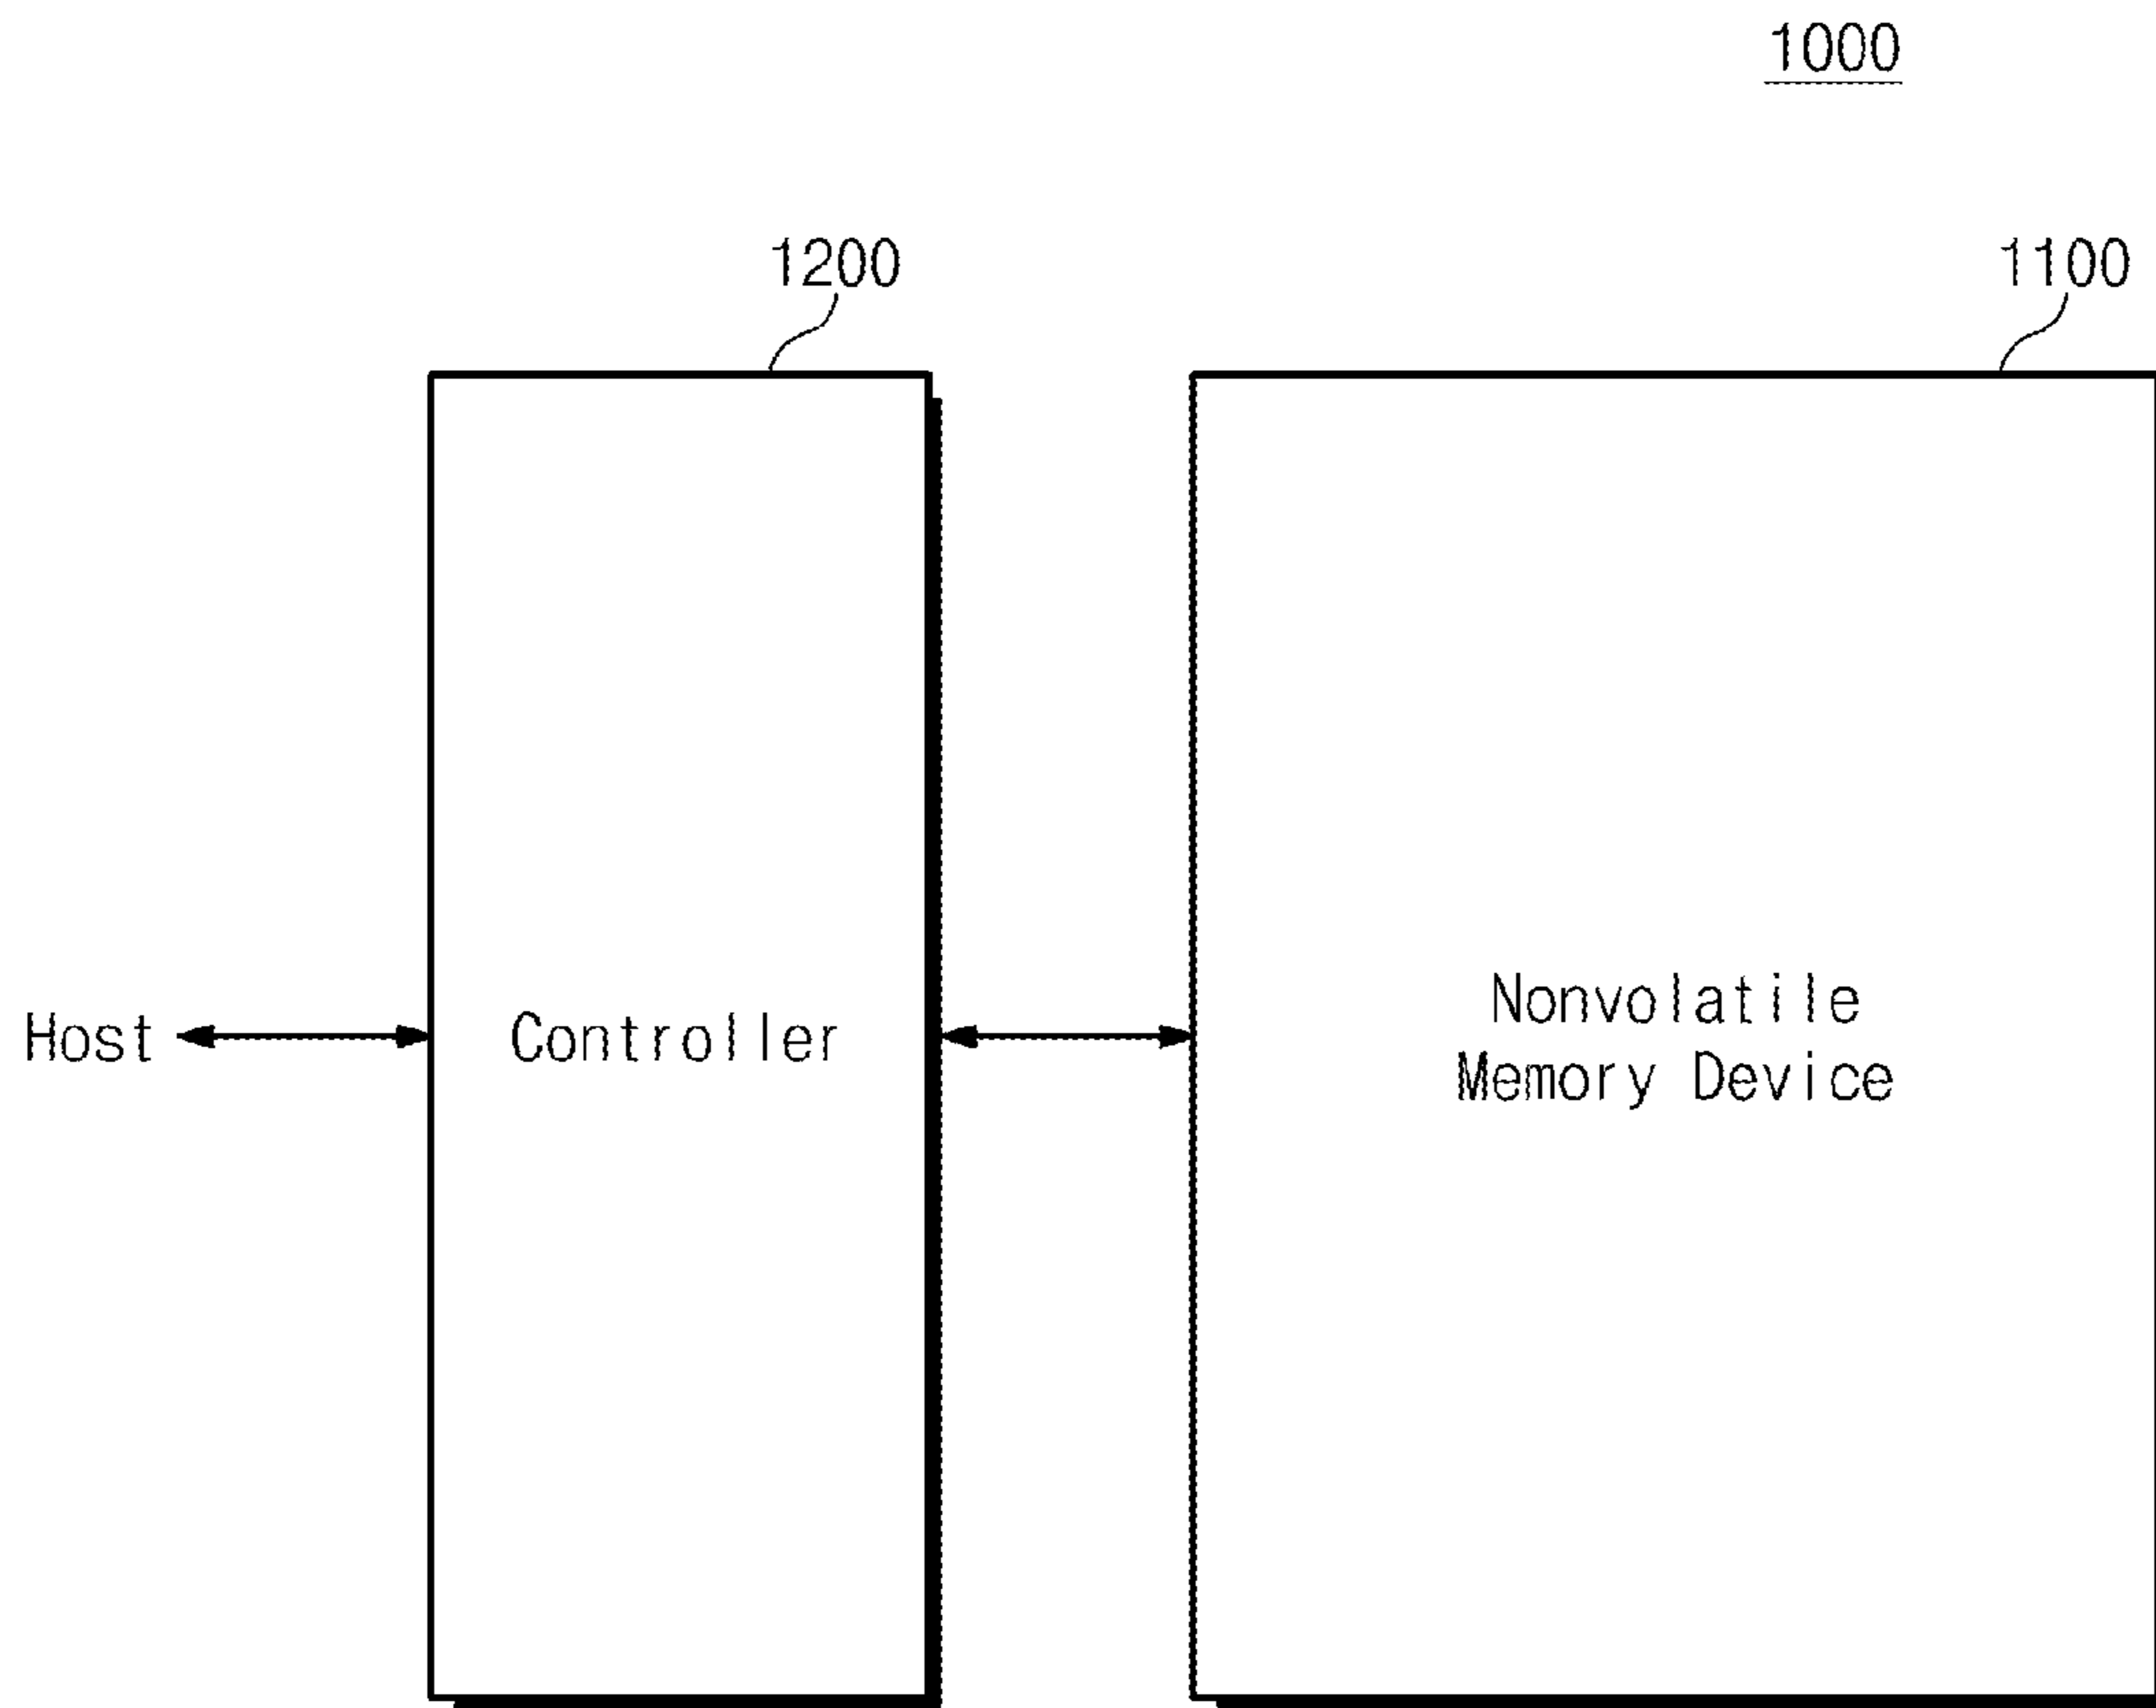 1000
1200
1100
Host
Controller
Nonvolatile
Memory Device